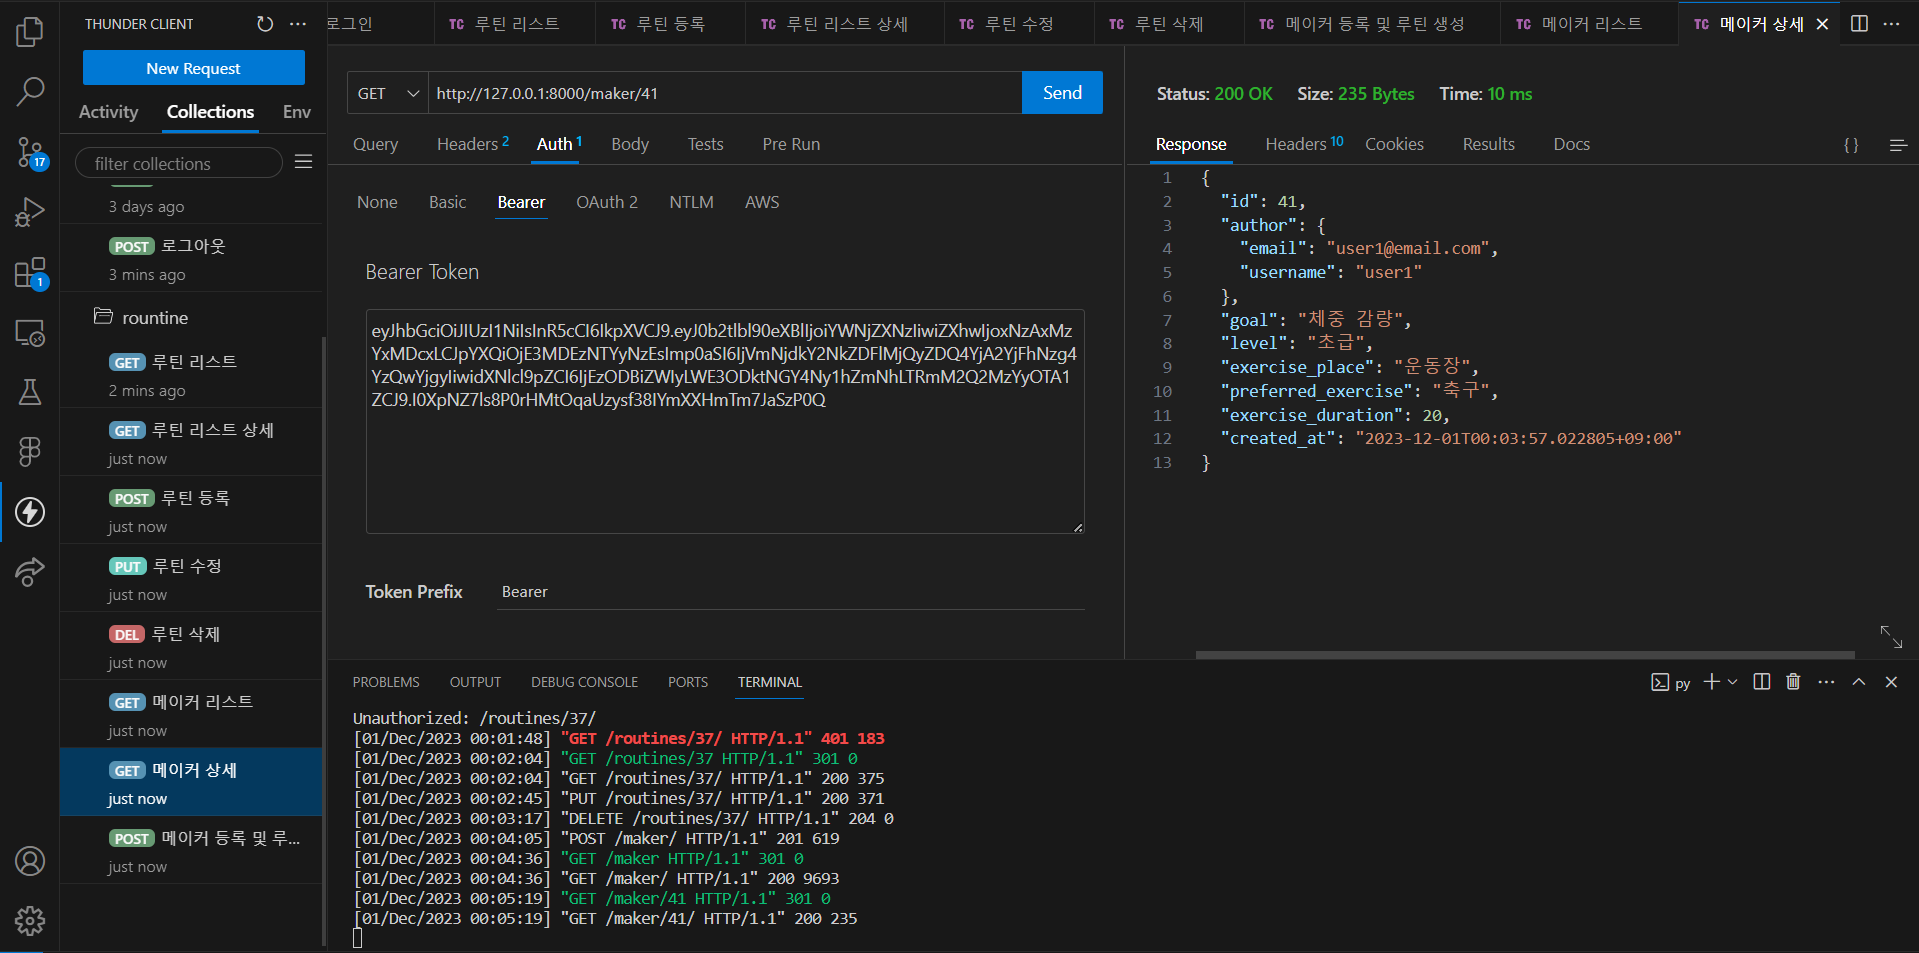 THUNDER CLIENT
New Request
Activity Collections Env
filter collections
3 days ago
POST 로그아웃
3 mins ago
rountine
GET 루틴 리스트
2 mins ago
GET 루틴 리스트 상세
just now
POST 루틴 등록
just now
PUT 루틴 수정
just now
DEL 루틴 삭제
just now
GET 메이커 리스트
just now
GET 메이커 상세
just now
POST 메이커 등록 및 루...
just now
17
1
로그인 TC 루틴 리스트 TC 루틴 등록 TC 루틴 리스트 상세 TC 루틴 수정 TC 루틴 삭제 TC 메이커 등록 및 루틴 생성 TC 메이커 리스트 TC 메이커 상세
GET http://127.0.0.1:8000/maker/41 Send
Query Headers 2 Auth 1 Body Tests Pre Run
None Basic Bearer OAuth 2 NTLM AWS
Bearer Token
Token Prefix Bearer
Status: 200 OK Size: 235 Bytes Time: 10 ms
Response Headers 10 Cookies Results Docs {}
1 {
2 "id": 41,
3 "author": {
4 "email": "user1@email.com",
5 "username": "user1"
6 },
7 "goal": "체중 감량",
8 "level": "초급",
9 "exercise_place": "운동장",
10 "preferred_exercise": "축구",
11 "exercise_duration": 20,
12 "created_at": "2023-12-01T00:03:57.022805+09:00"
13 }
PROBLEMS OUTPUT DEBUG CONSOLE PORTS TERMINAL py
Unauthorized: /routines/37/
[01/Dec/2023 00:01:48] "GET /routines/37/ HTTP/1.1" 401 183
[01/Dec/2023 00:02:04] "GET /routines/37 HTTP/1.1" 301 0
[01/Dec/2023 00:02:04] "GET /routines/37/ HTTP/1.1" 200 375
[01/Dec/2023 00:02:45] "PUT /routines/37/ HTTP/1.1" 200 371
[01/Dec/2023 00:03:17] "DELETE /routines/37/ HTTP/1.1" 204 0
[01/Dec/2023 00:04:05] "POST /maker/ HTTP/1.1" 201 619
[01/Dec/2023 00:04:36] "GET /maker HTTP/1.1" 301 0
[01/Dec/2023 00:04:36] "GET /maker/ HTTP/1.1" 200 9693
[01/Dec/2023 00:05:19] "GET /maker/41 HTTP/1.1" 301 0
[01/Dec/2023 00:05:19] "GET /maker/41/ HTTP/1.1" 200 235